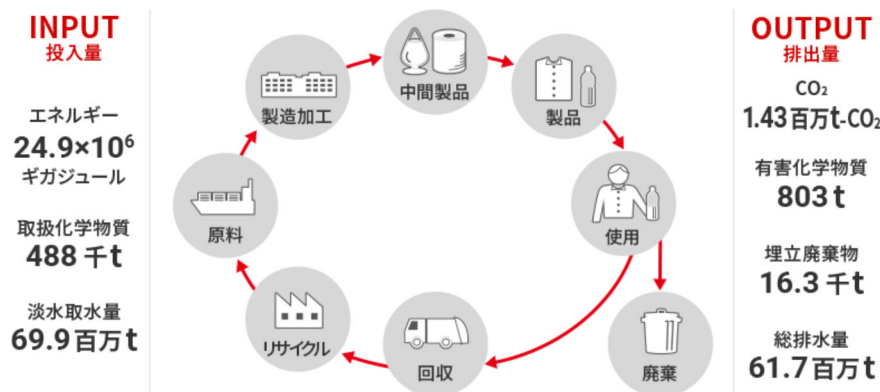 INPUT
投入量
エネルギー
24.9×10⁶
ギガジュール
取扱化学物質
488 千t
淡水取水量
69.9百万t
中間製品
製造加工
製品
原料
使用
リサイクル
回収
廃棄
OUTPUT
排出量
CO₂
1.43百万t-CO₂
有害化学物質
803 t
埋立廃棄物
16.3 千t
総排水量
61.7百万t